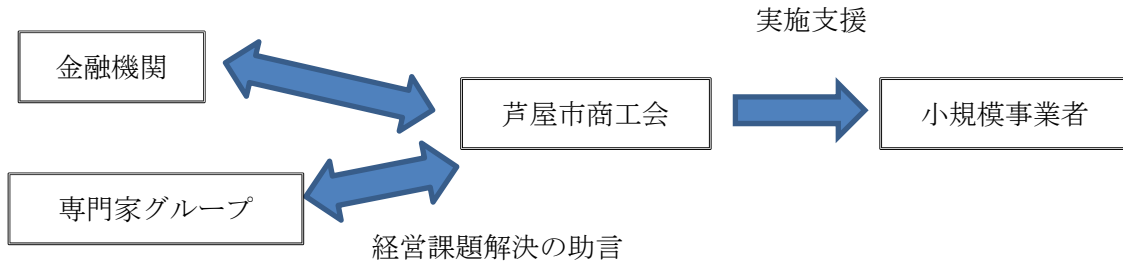 実施支援
金融機関
芦屋市商工会
小規模事業者
専門家グループ
経営課題解決の助言